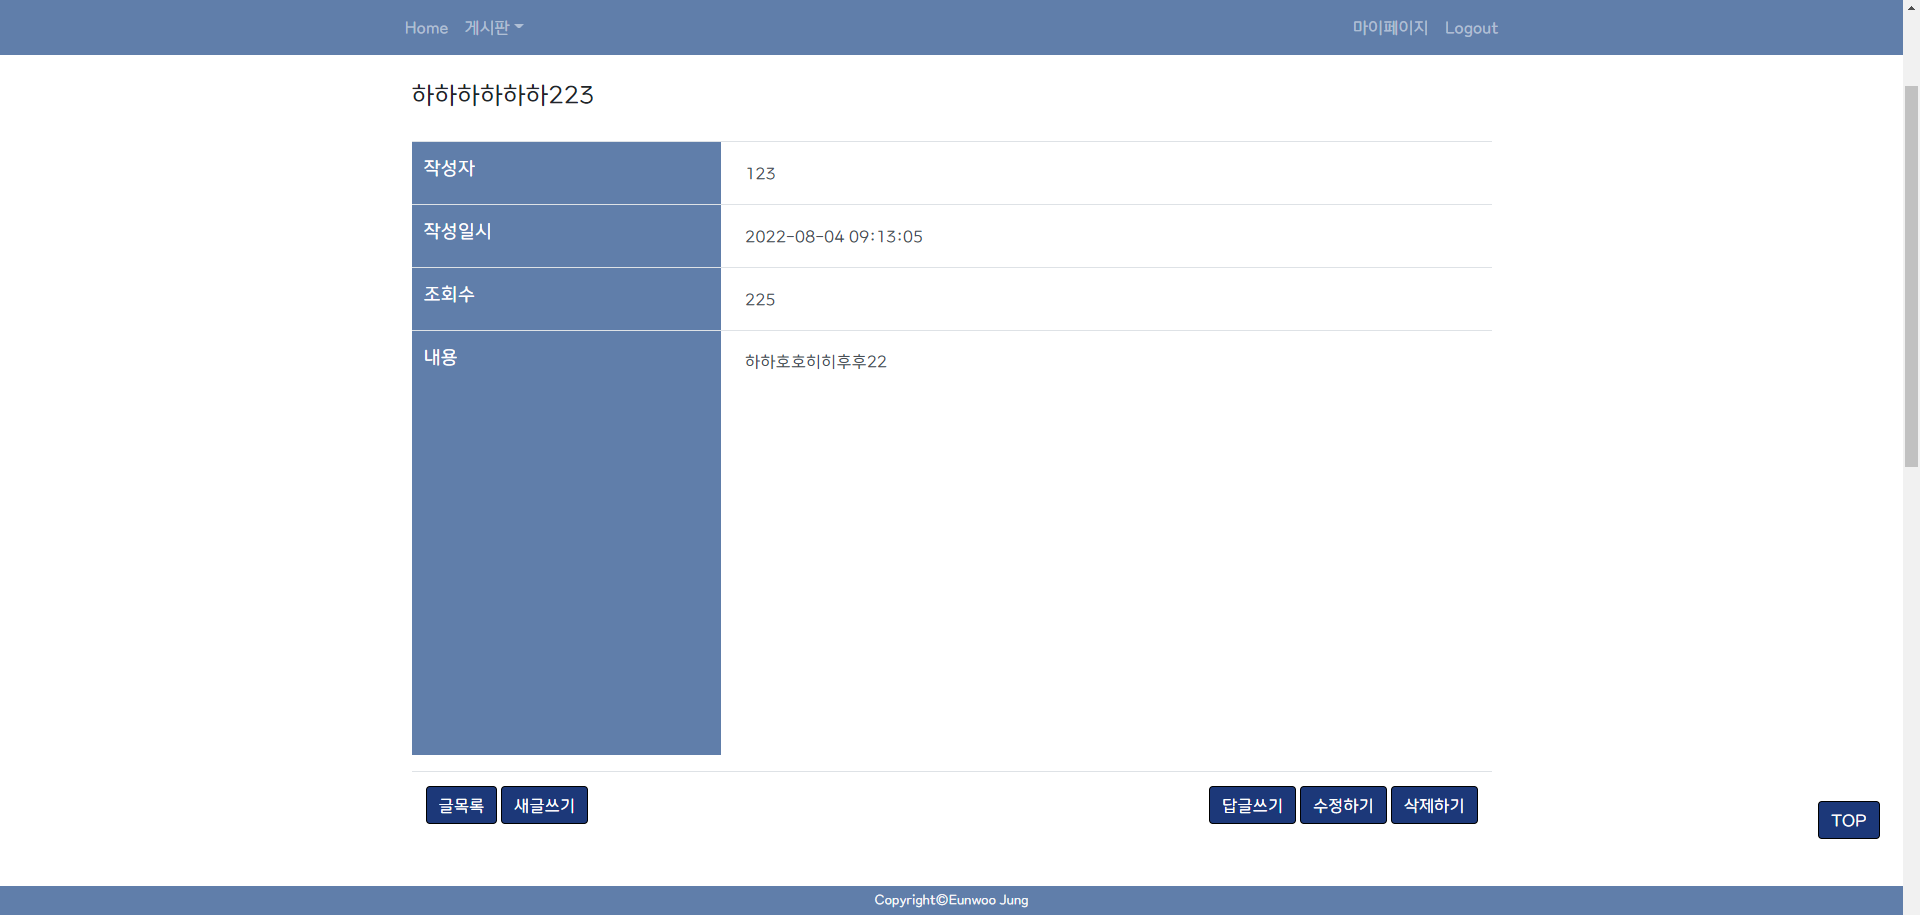 Home 게시판 마이페이지 Logout
하하하하하하223
작성자 123
작성일시 2022-08-04 09:13:05
조회수 225
내용 하하호호히히후후22
글목록 새글쓰기 답글쓰기 수정하기 삭제하기
TOP
Copyright©Eunwoo Jung